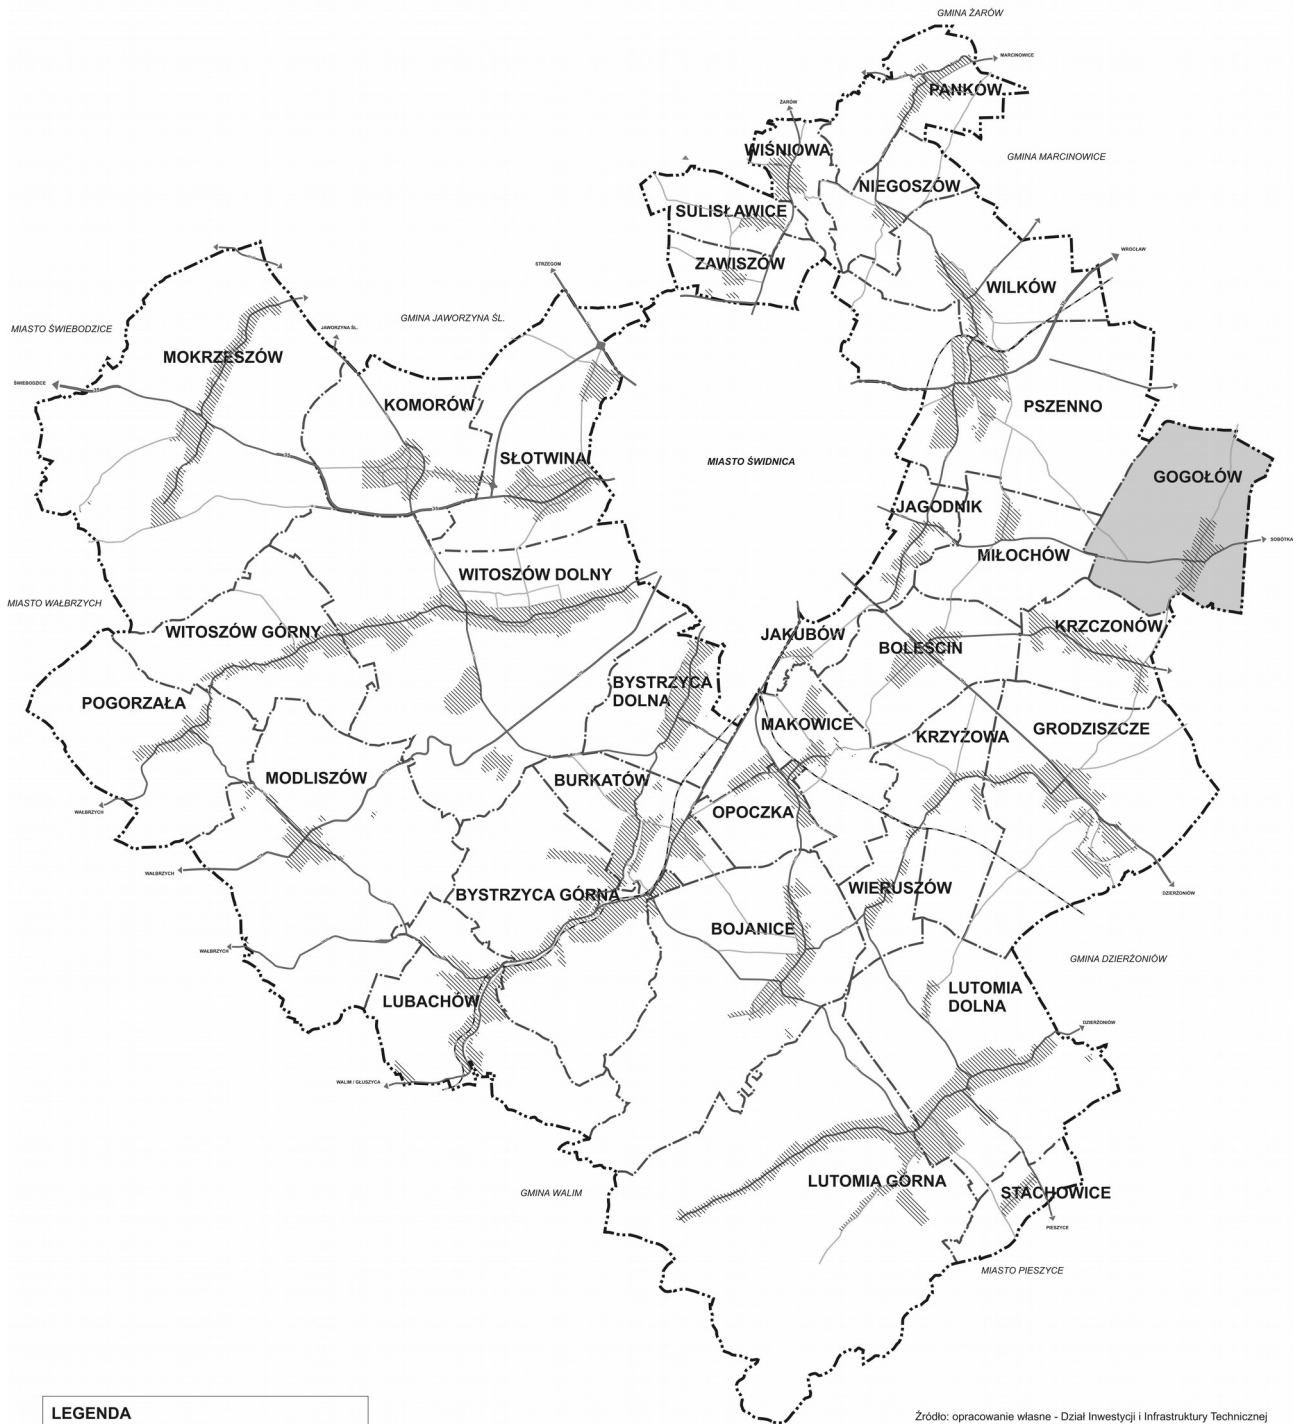 GMINA ŻARÓW
MARCINOWICE
PANKÓW
ŻARÓW
WIŚNIOWA
GMINA MARCINOWICE
NIEGOSZÓW
SULISŁAWICE
ZAWISZÓW
WROCŁAW
STRZEGOM
WILKÓW
GMINA JAWORZYNA ŚL.
MIASTO ŚWIEBODZICE
JAWORZYNA ŚL.
MOKRZESZÓW
ŚWIEBODZICE
KOMORÓW
PSZENNO
SŁOTWINA
MIASTO ŚWIDNICA
GOGOŁÓW
JAGODNIK
SOBÓTKA
MIŁOCHÓW
WITOSZÓW DOLNY
MIASTO WAŁBRZYCH
WITOSZÓW GÓRNY
JAKUBÓW
KRZCZONÓW
BOLEŚCIN
BYSTRZYCA
DOLNA
POGORZAŁA
MAKOWICE
KRZYŻOWA
GRODZISZCZE
MODLISZÓW
BURKATÓW
WAŁBRZYCH
OPOCZKA
WAŁBRZYCH
WIERUSZÓW
DZIERŻONIÓW
BYSTRZYCA GÓRNA
BOJANICE
WAŁBRZYCH
GMINA DZIERŻONIÓW
LUTOMIA
DOLNA
LUBACHÓW
DZIERŻONIÓW
WALIM / GŁUSZYCA
LUTOMIA GÓRNA
GMINA WALIM
STACHOWICE
PIESZYCE
MIASTO PIESZYCE
LEGENDA
Źródło: opracowanie własne - Dział Inwestycji i Infrastruktury Technicznej